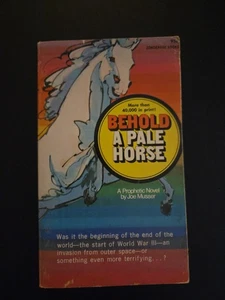 More than
40,000 in print!
BEHOLD
A PALE
HORSE
A Prophetic Novel
by Joe Musser
Was it the beginning of the end of the
world—the start of World War III—an
invasion from outer space—or
something even more terrifying. . . ?